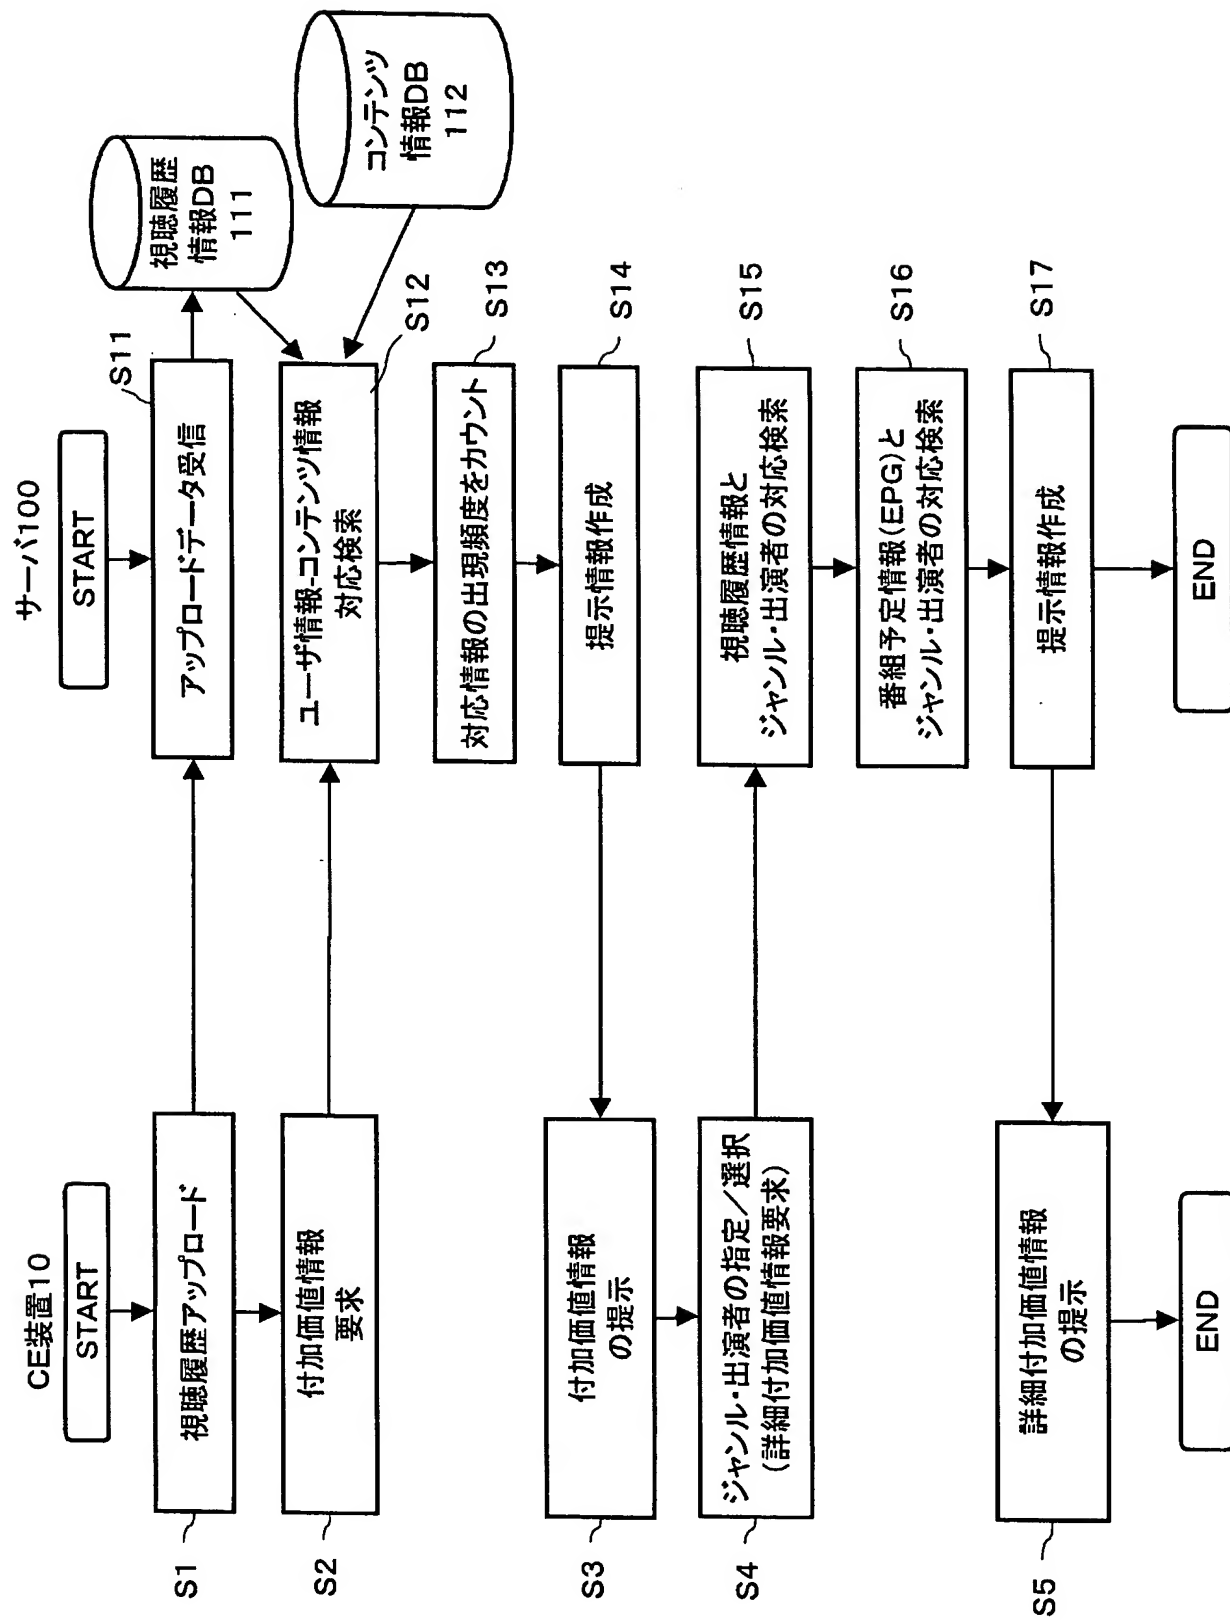 CE装置10
START
S1
視聴履歴アップロード
S2
付加価値情報
要求
S3
付加価値情報
の提示
S4
ジャンル・出演者の指定／選択
(詳細付加価値情報要求)
S5
詳細付加価値情報
の提示
END
サーバ100
START
S11
アップロードデータ受信
視聴履歴
情報DB
111
コンテンツ
情報DB
112
S12
ユーザ情報-コンテンツ情報
対応検索
S13
対応情報の出現頻度をカウント
S14
提示情報作成
S15
視聴履歴情報と
ジャンル・出演者の対応検索
S16
番組予定情報(EPG)と
ジャンル・出演者の対応検索
S17
提示情報作成
END